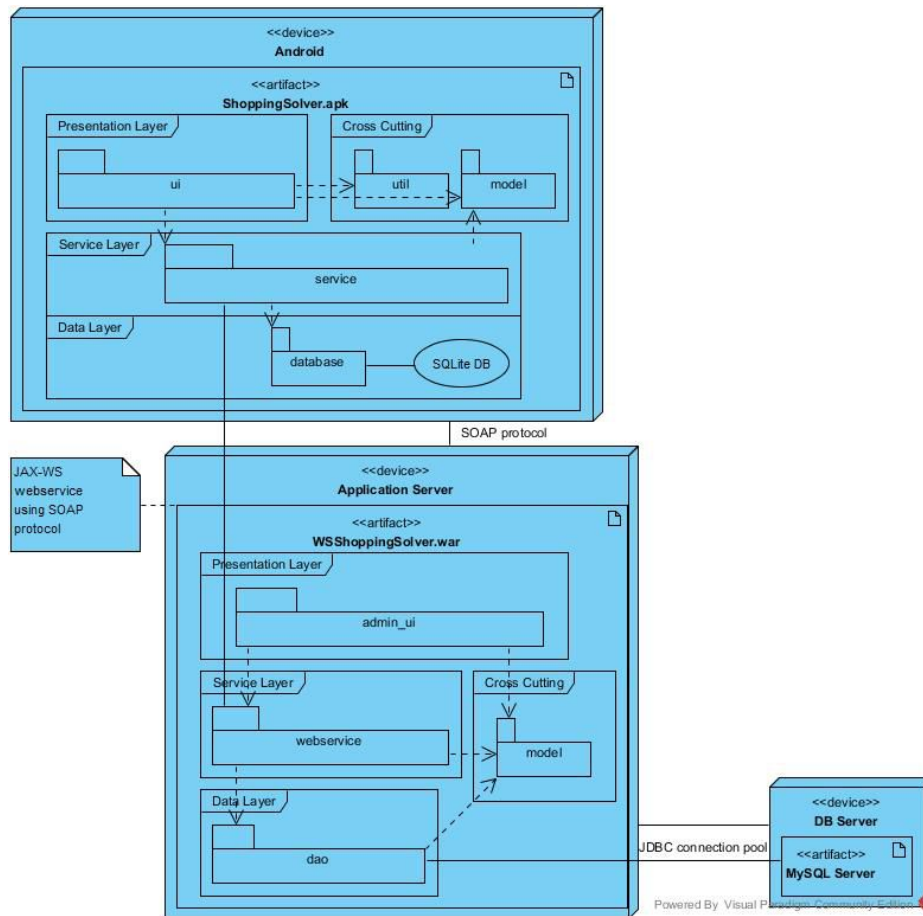 <<device>>
Android
<<artifact>>
ShoppingSolver.apk
Presentation Layer
Cross Cutting
ui
util
model
Service Layer
service
Data Layer
database
SQLite DB
SOAP protocol
JAX-WS
webservice
using SOAP
protocol
<<device>>
Application Server
<<artifact>>
WSShoppingSolver.war
Presentation Layer
admin_ui
Service Layer
Cross Cutting
webservice
model
Data Layer
dao
<<device>>
DB Server
JDBC connection pool
<<artifact>>
MySQL Server
Powered By Visual Paradigm Community Edition